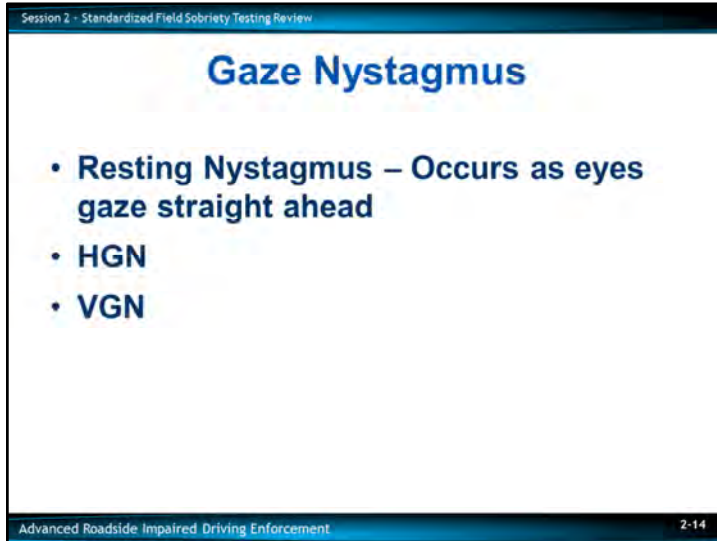 Session 2 - Standardized Field Sobriety Testing Review
Gaze Nystagmus
• Resting Nystagmus – Occurs as eyes
gaze straight ahead
• HGN
• VGN
Advanced Roadside Impaired Driving Enforcement
2-14